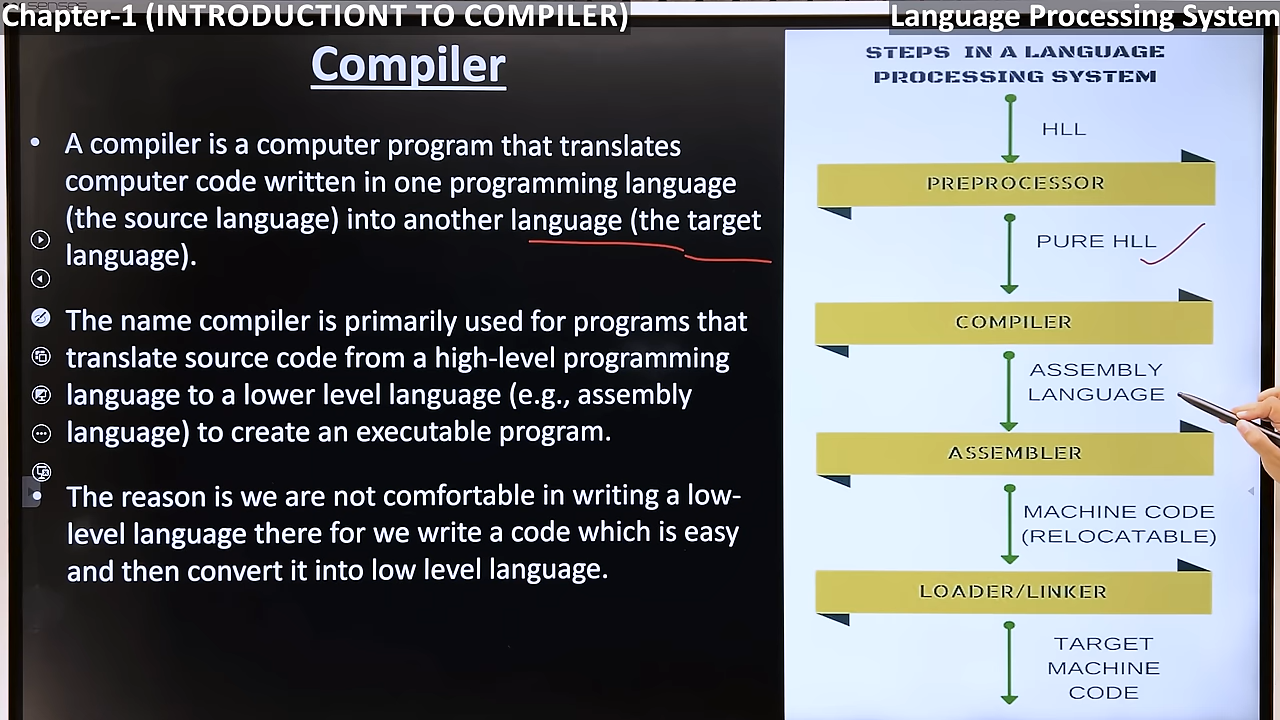 Chapter-1 (INTRODUCTIONT TO COMPILER)
Language Processing System
Compiler
• A compiler is a computer program that translates
computer code written in one programming language
(the source language) into another language (the target
language).
The name compiler is primarily used for programs that
translate source code from a high-level programming
language to a lower level language (e.g., assembly
language) to create an executable program.
• The reason is we are not comfortable in writing a low-
level language there for we write a code which is easy
and then convert it into low level language.
STEPS IN A LANGUAGE
PROCESSING SYSTEM
HLL
PREPROCESSOR
PURE HLL
COMPILER
ASSEMBLY
LANGUAGE
ASSEMBLER
MACHINE CODE
(RELOCATABLE)
LOADER/LINKER
TARGET
MACHINE
CODE